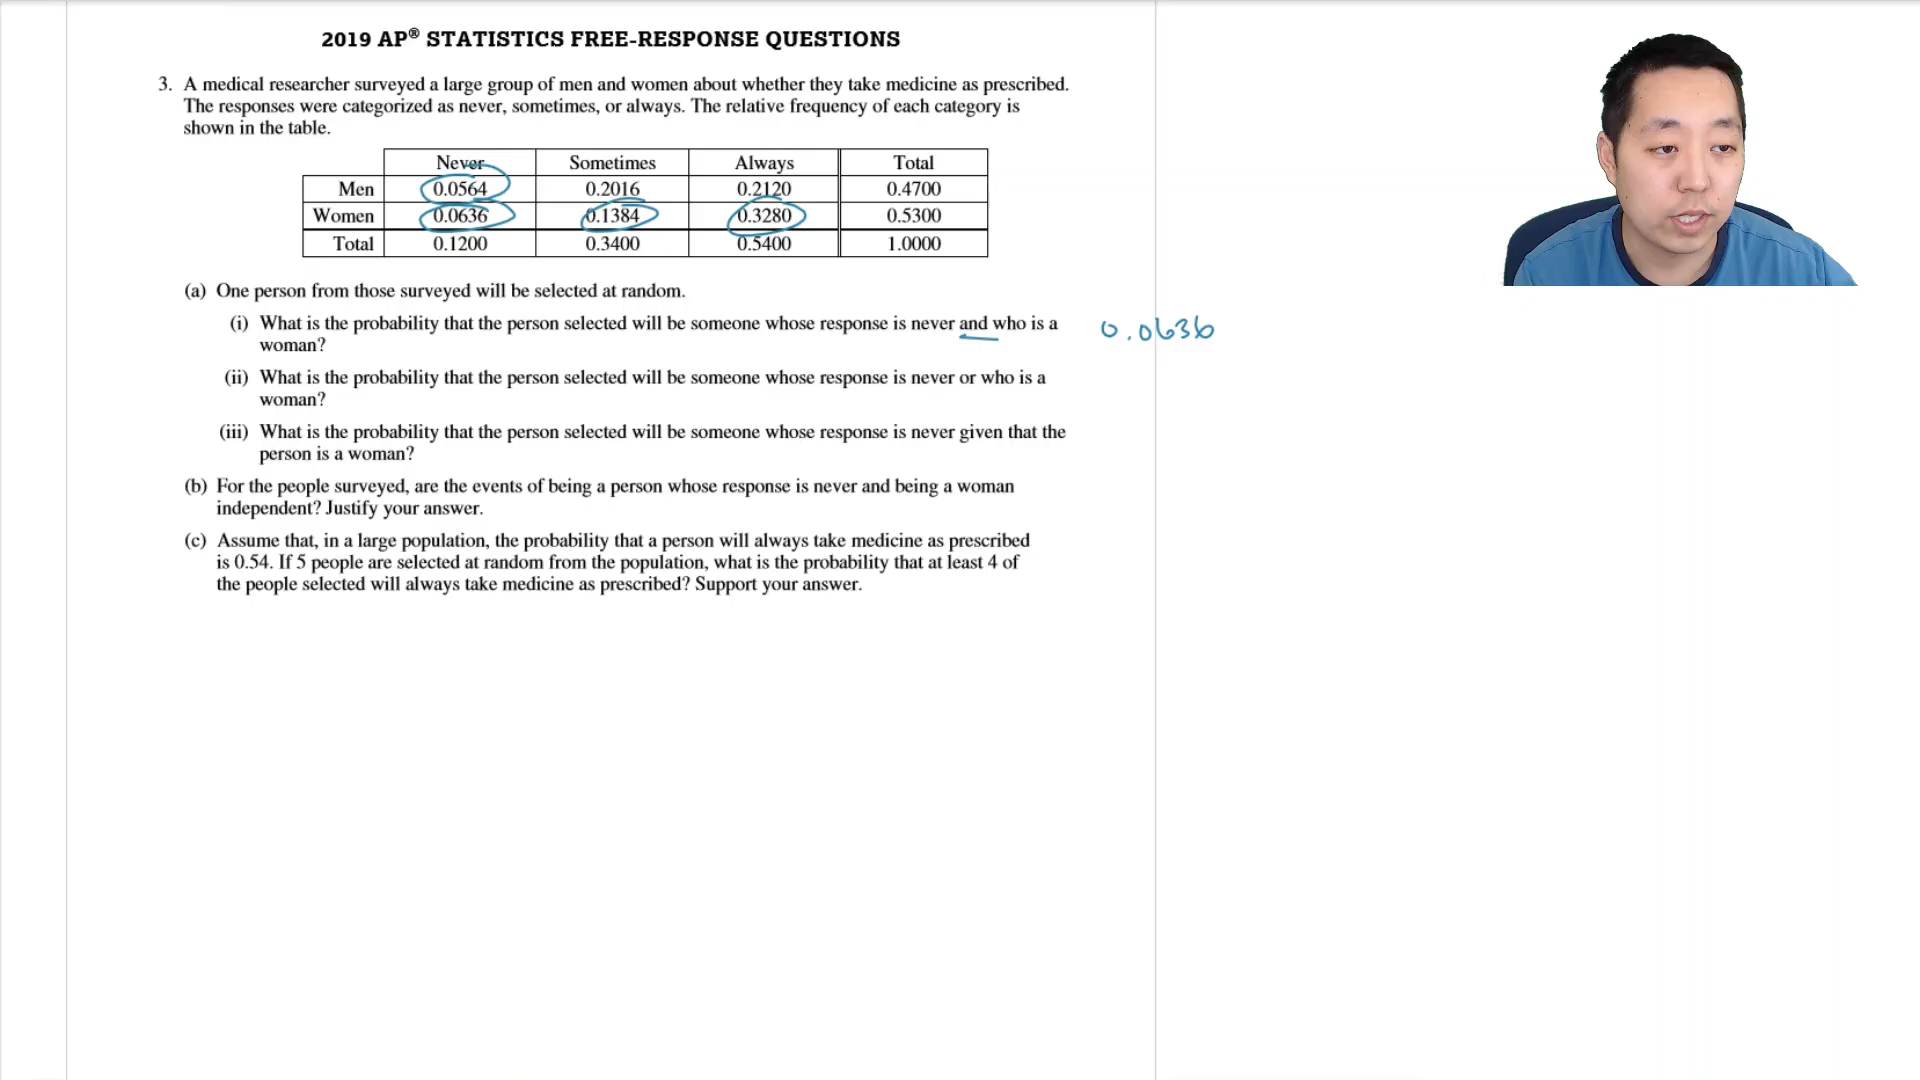 2019 AP® STATISTICS FREE-RESPONSE QUESTIONS
3. A medical researcher surveyed a large group of men and women about whether they take medicine as prescribed.
The responses were categorized as never, sometimes, or always. The relative frequency of each category is
shown in the table.
Never Sometimes Always Total
Men 0.0564 0.2016 0.2120 0.4700
Women 0.0636 0.1384 0.3280 0.5300
Total 0.1200 0.3400 0.5400 1.0000
(a) One person from those surveyed will be selected at random.
(i) What is the probability that the person selected will be someone whose response is never and who is a
woman?
0.0636
(ii) What is the probability that the person selected will be someone whose response is never or who is a
woman?
(iii) What is the probability that the person selected will be someone whose response is never given that the
person is a woman?
(b) For the people surveyed, are the events of being a person whose response is never and being a woman
independent? Justify your answer.
(c) Assume that, in a large population, the probability that a person will always take medicine as prescribed
is 0.54. If 5 people are selected at random from the population, what is the probability that at least 4 of
the people selected will always take medicine as prescribed? Support your answer.